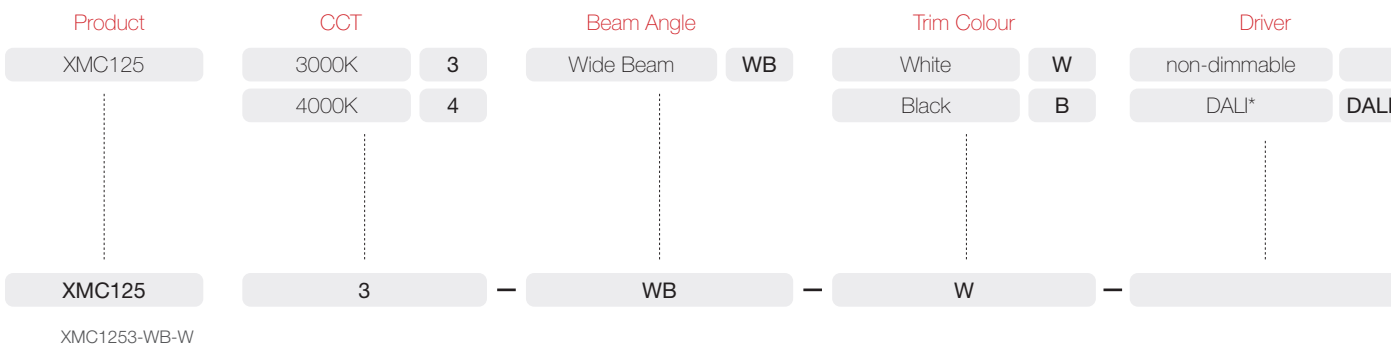 Product CCT Beam Angle Trim Colour Driver
XMC125 3000K 3 Wide Beam WB White W non-dimmable
4000K 4 Black B DALI* DALI
XMC125 3 — WB — W —
XMC1253-WB-W